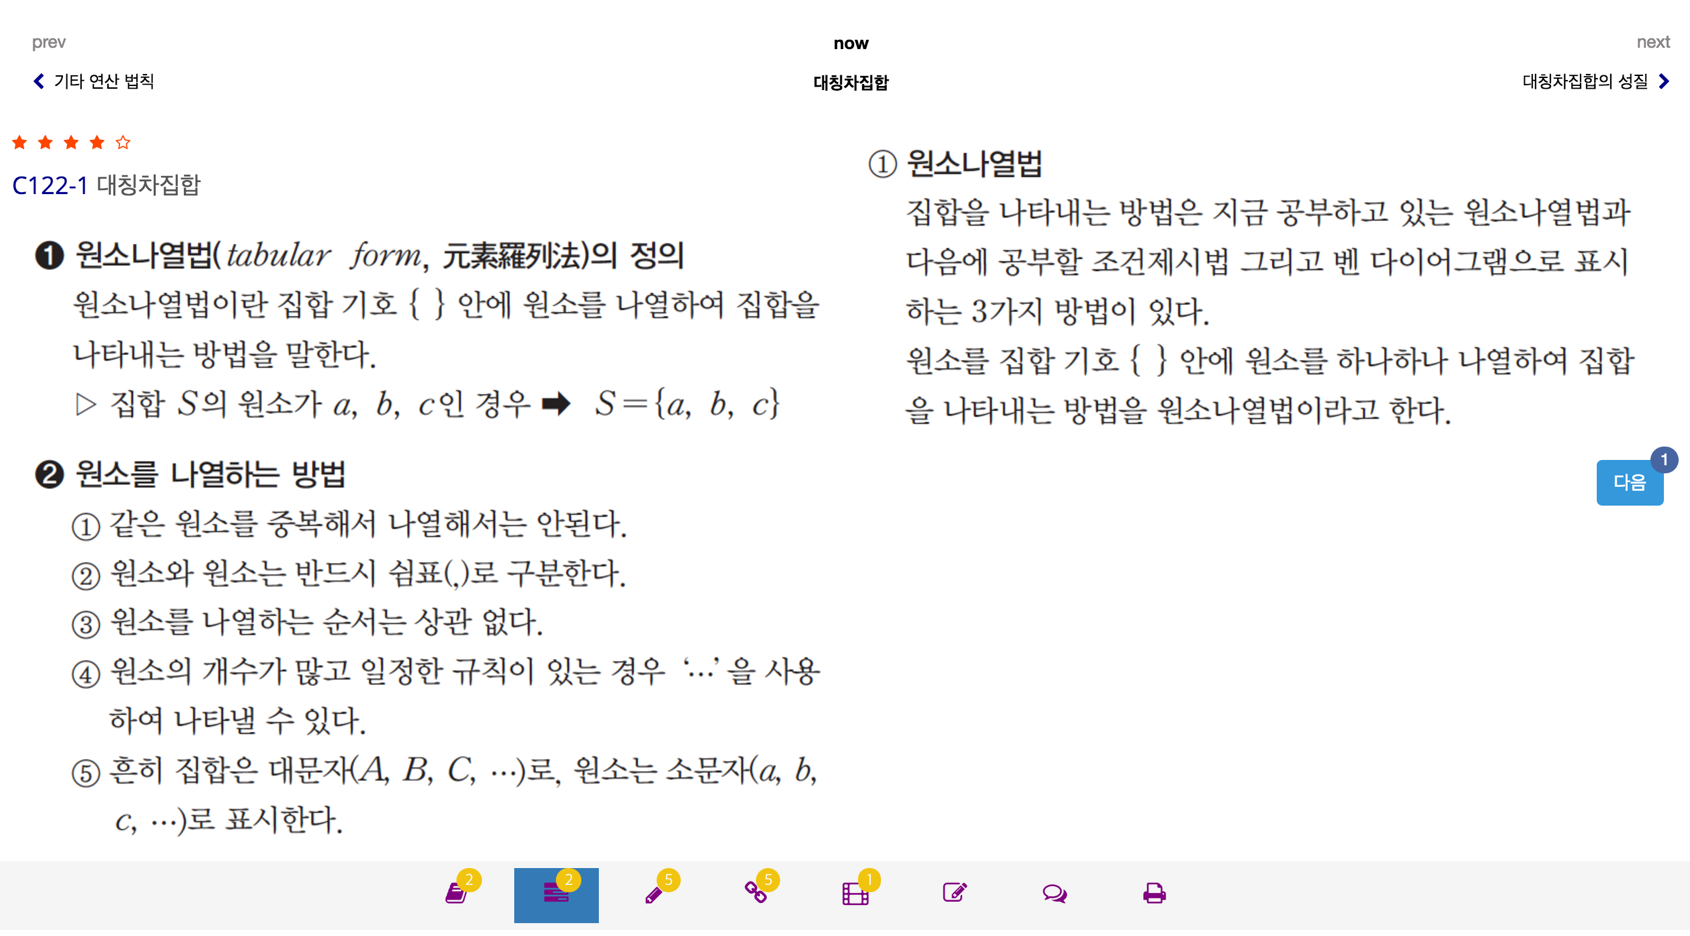 prev
now
next
기타 연산 법칙
대칭차집합
대칭차집합의 성질
C122-1 대칭차집합
❶ 원소나열법(tabular form, 元素羅列法)의 정의
원소나열법이란 집합 기호 { } 안에 원소를 나열하여 집합을
나타내는 방법을 말한다.
▷ 집합 S의 원소가 a, b, c인 경우 ➡ S={a, b, c}
❷ 원소를 나열하는 방법
① 같은 원소를 중복해서 나열해서는 안된다.
② 원소와 원소는 반드시 쉼표(,)로 구분한다.
③ 원소를 나열하는 순서는 상관 없다.
④ 원소의 개수가 많고 일정한 규칙이 있는 경우 ‘…’을 사용
하여 나타낼 수 있다.
⑤ 흔히 집합은 대문자(A, B, C, …)로, 원소는 소문자(a, b,
c, …)로 표시한다.
① 원소나열법
집합을 나타내는 방법은 지금 공부하고 있는 원소나열법과
다음에 공부할 조건제시법 그리고 벤 다이어그램으로 표시
하는 3가지 방법이 있다.
원소를 집합 기호 { } 안에 원소를 하나하나 나열하여 집합
을 나타내는 방법을 원소나열법이라고 한다.
1
다음
2
2
5
5
1